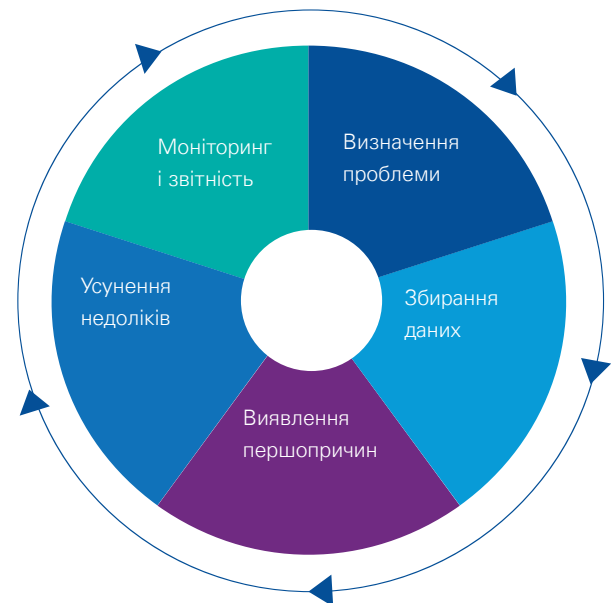 Визначення
проблеми
Збирання
даних
Виявлення
першопричин
Усунення
недоліків
Моніторинг
і звітність